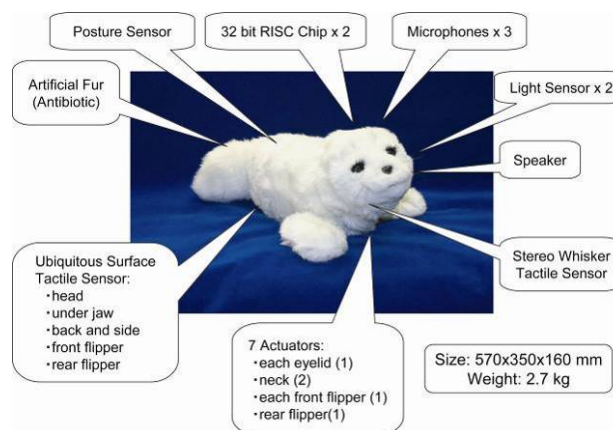 Posture Sensor
32 bit RISC Chip x 2
Microphones x 3
Artificial Fur
(Antibiotic)
Light Sensor x 2
Speaker
Stereo Whisker
Tactile Sensor
Ubiquitous Surface
Tactile Sensor:
・head
・under jaw
・back and side
・front flipper
・rear flipper
7 Actuators:
・each eyelid (1)
・neck (2)
・each front flipper (1)
・rear flipper(1)
Size: 570x350x160 mm
Weight: 2.7 kg